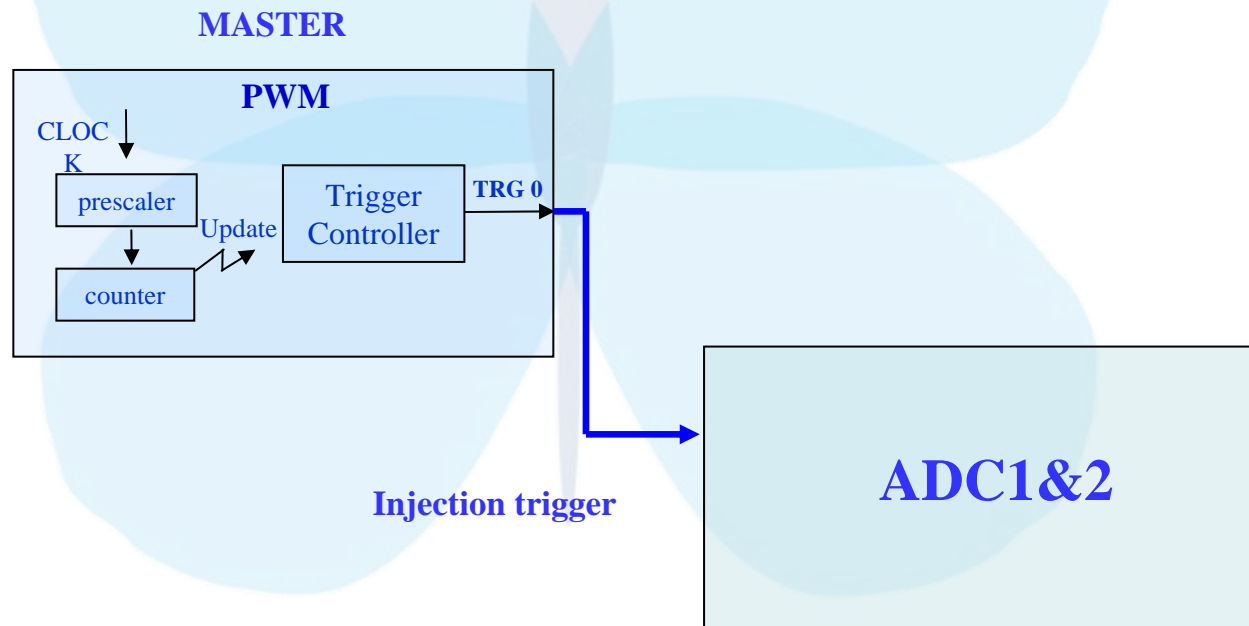 MASTER
PWM
CLOC
K
prescaler
Update
counter
Trigger
Controller
TRG 0
Injection trigger
ADC1&2